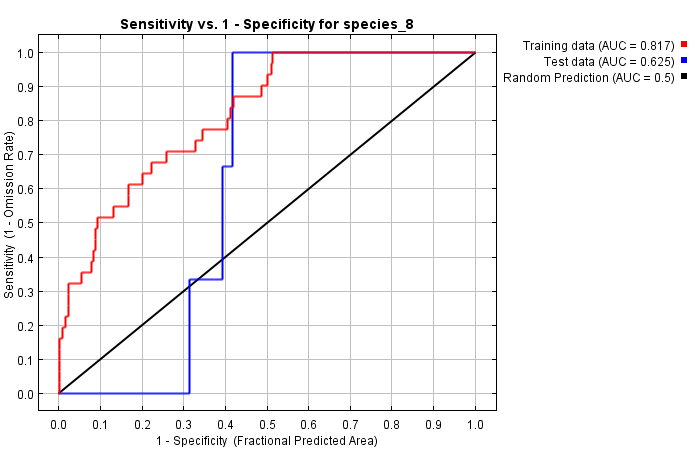 Sensitivity vs. 1 - Specificity for species_8
Training data (AUC = 0.817)
Test data (AUC = 0.625)
Random Prediction (AUC = 0.5)
Sensitivity (1 - Omission Rate)
1.0
0.9
0.8
0.7
0.6
0.5
0.4
0.3
0.2
0.1
0.0
0.0 0.1 0.2 0.3 0.4 0.5 0.6 0.7 0.8 0.9 1.0
1 - Specificity (Fractional Predicted Area)